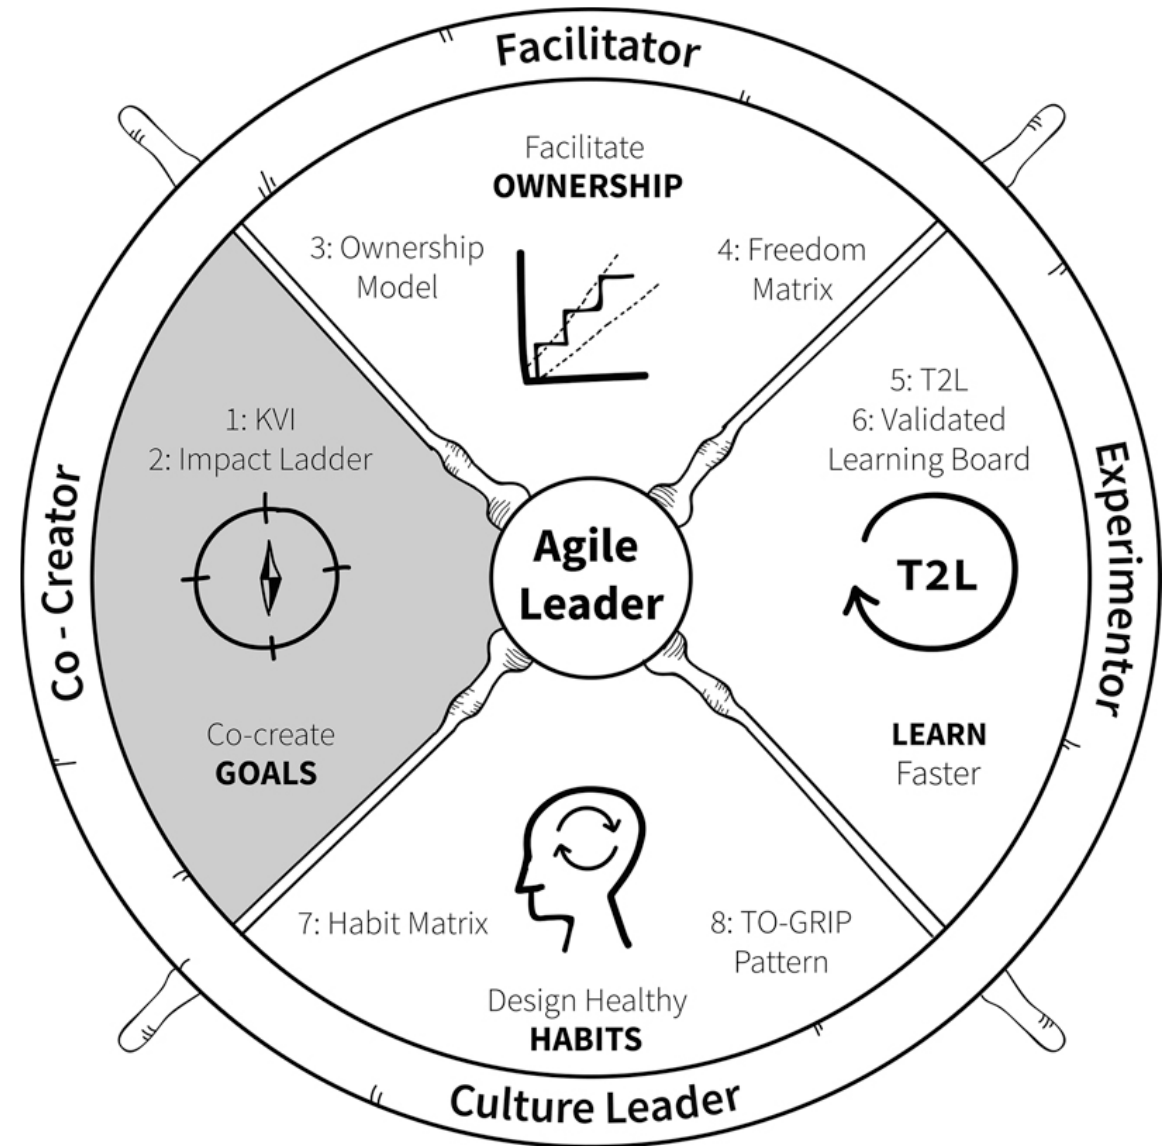 Facilitator
Facilitate
OWNERSHIP
3: Ownership
Model
4: Freedom
Matrix
Co - Creator
1: KVI
2: Impact Ladder
Co-create
GOALS
Agile
Leader
5: T2L
6: Validated
Learning Board
T2L
LEARN
Faster
Experimentor
7: Habit Matrix
8: TO-GRIP
Pattern
Design Healthy
HABITS
Culture Leader